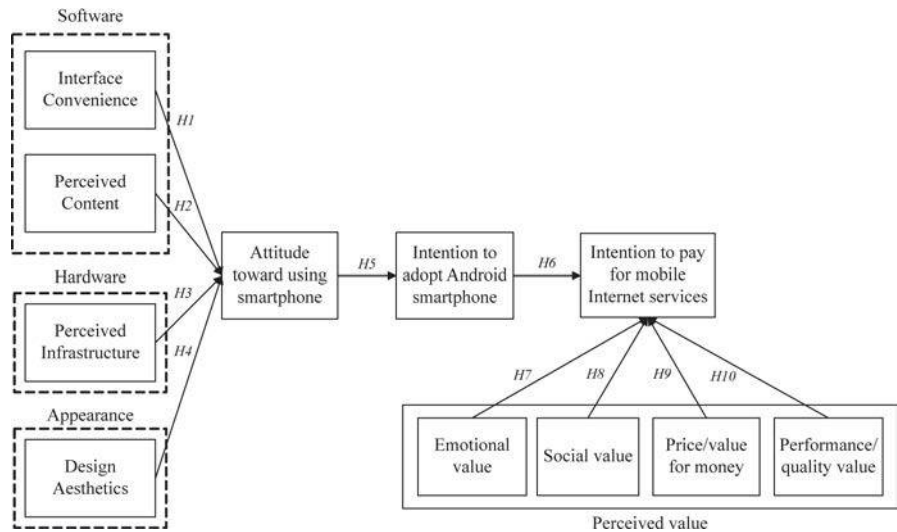 Software
Interface
Convenience
H1
Perceived
Content
H2
Hardware
H3
Perceived
Infrastructure
H4
Appearance
Design
Aesthetics
Attitude
toward using
smartphone
H5
Intention to
adopt Android
smartphone
H6
Intention to pay
for mobile
Internet services
H7
H8
H9
H10
Emotional
value
Social value
Price/value
for money
Performance/
quality value
Perceived value